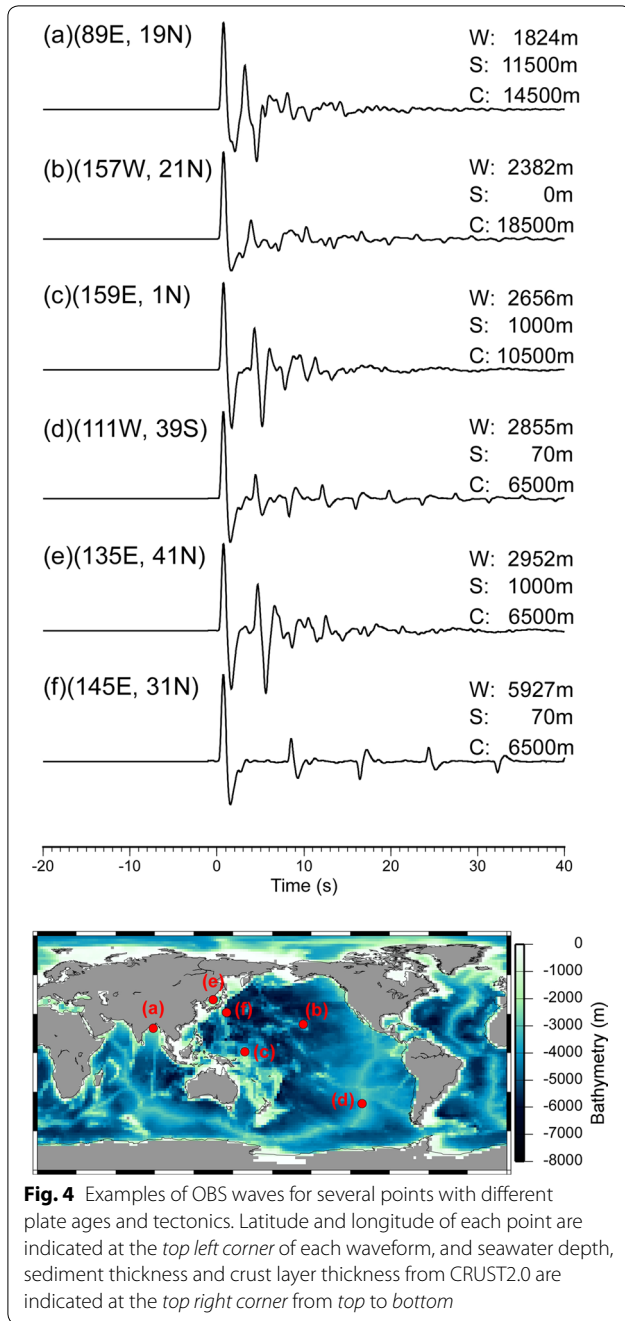 (a)(89E, 19N)
W: 1824m
S: 11500m
C: 14500m
(b)(157W, 21N)
W: 2382m
S: 0m
C: 18500m
(c)(159E, 1N)
W: 2656m
S: 1000m
C: 10500m
(d)(111W, 39S)
W: 2855m
S: 70m
C: 6500m
(e)(135E, 41N)
W: 2952m
S: 1000m
C: 6500m
(f)(145E, 31N)
W: 5927m
S: 70m
C: 6500m
-20 -10 0 10 20 30 40
Time (s)
(a)
(e)
(f)
(b)
(c)
(d)
0
-1000
-2000
-3000
-4000
-5000
-6000
-7000
-8000
Bathymetry (m)
Fig. 4 Examples of OBS waves for several points with different
plate ages and tectonics. Latitude and longitude of each point are
indicated at the top left corner of each waveform, and seawater depth,
sediment thickness and crust layer thickness from CRUST2.0 are
indicated at the top right corner from top to bottom